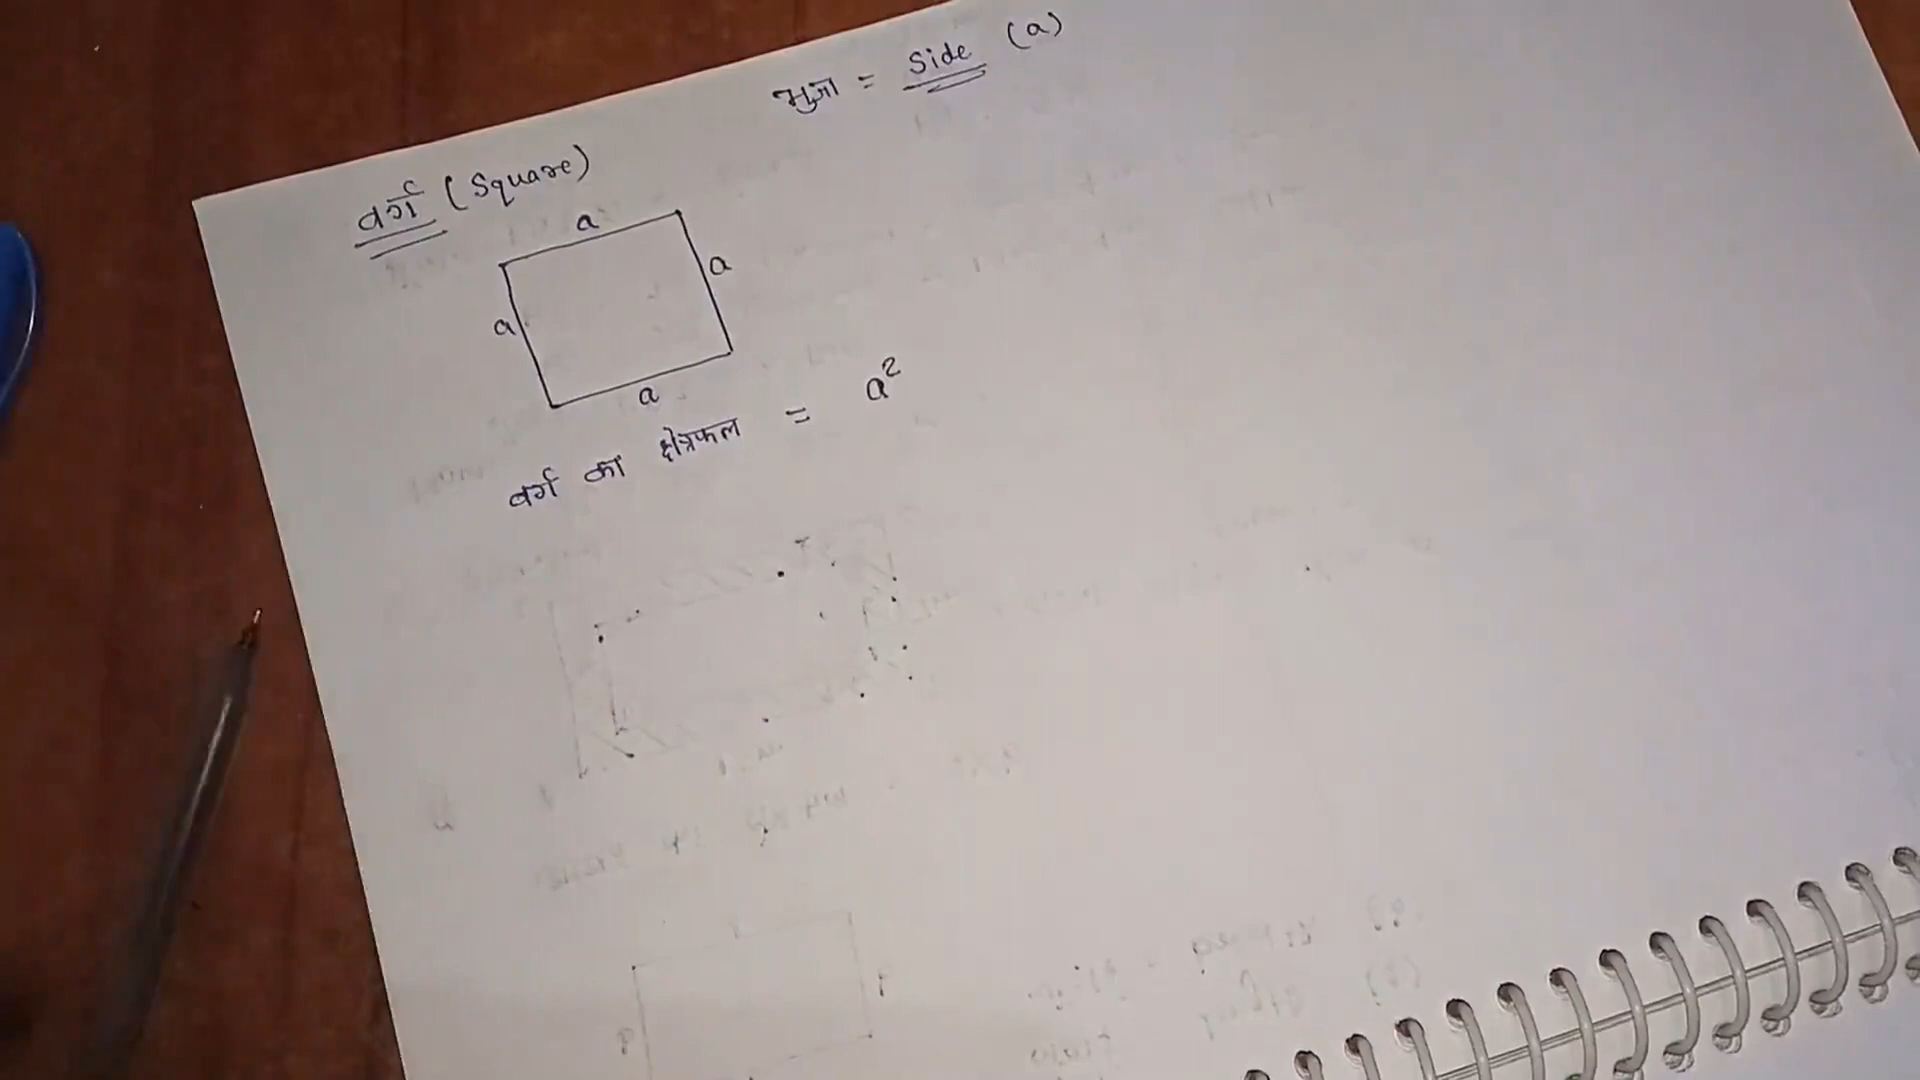 भुजा = Side (a)
वर्ग (Square)
a
a
a
a
वर्ग का क्षेत्रफल = a²